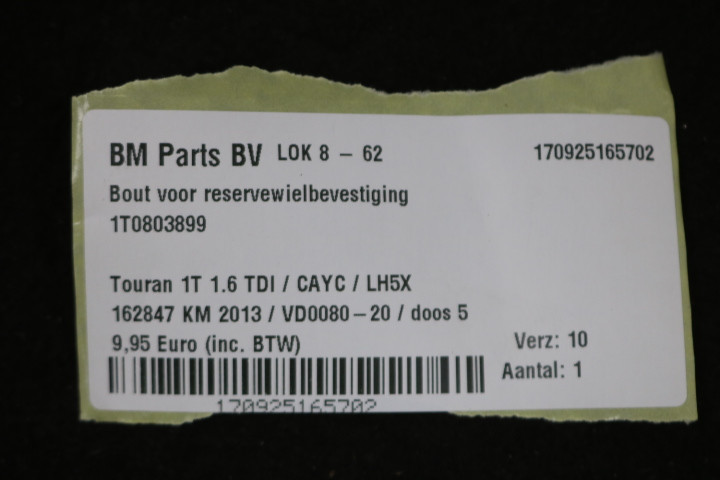 BM Parts BV LOK 8 - 62 170925165702
Bout voor reservewielbevestiging
1T0803899
Touran 1T 1.6 TDI / CAYC / LH5X
162847 KM 2013 / VD0080-20 / doos 5
9,95 Euro (inc. BTW) Verz: 10
Aantal: 1
170925165702